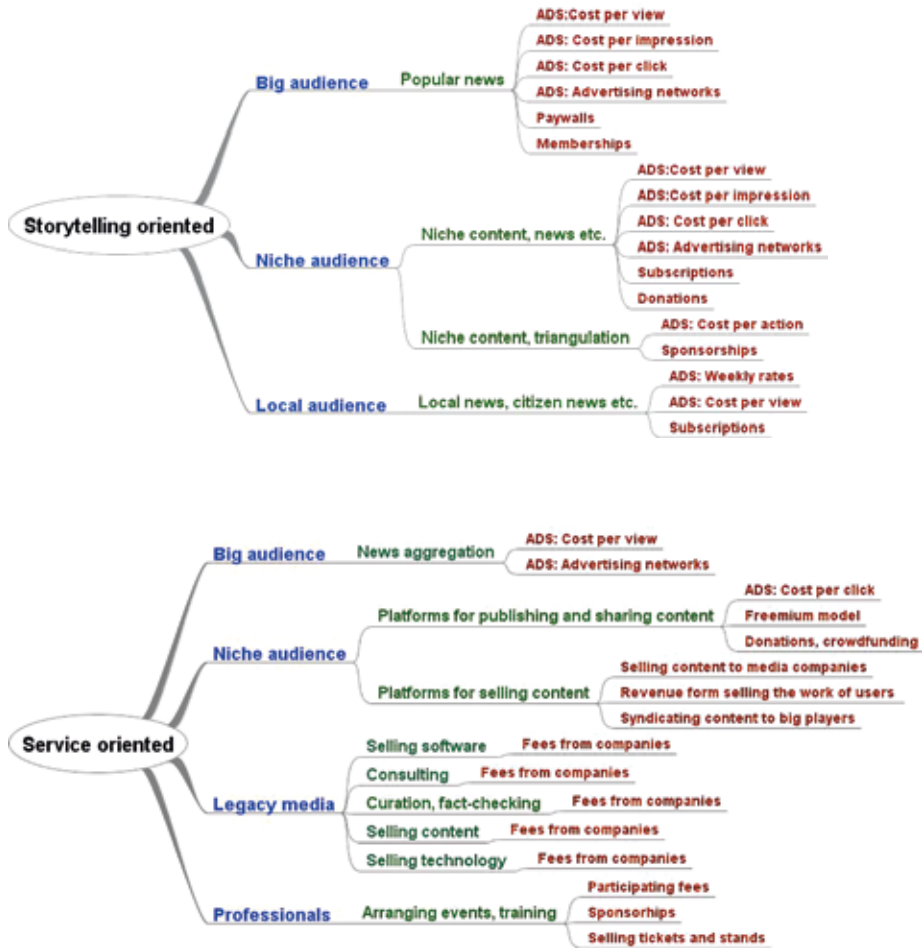 Storytelling oriented
Big audience
Popular news
ADS:Cost per view
ADS: Cost per impression
ADS: Cost per click
ADS: Advertising networks
Paywalls
Memberships
Niche audience
Niche content, news etc.
ADS:Cost per view
ADS:Cost per impression
ADS: Cost per click
ADS: Advertising networks
Subscriptions
Donations
Niche content, triangulation
ADS: Cost per action
Sponsorships
Local audience
Local news, citizen news etc.
ADS: Weekly rates
ADS: Cost per view
Subscriptions
Service oriented
Big audience
News aggregation
ADS: Cost per view
ADS: Advertising networks
Niche audience
Platforms for publishing and sharing content
ADS: Cost per click
Freemium model
Donations, crowdfunding
Platforms for selling content
Selling content to media companies
Revenue form selling the work of users
Syndicating content to big players
Legacy media
Selling software
Fees from companies
Consulting
Fees from companies
Curation, fact-checking
Fees from companies
Selling content
Fees from companies
Selling technology
Fees from companies
Professionals
Arranging events, training
Participating fees
Sponsorhips
Selling tickets and stands